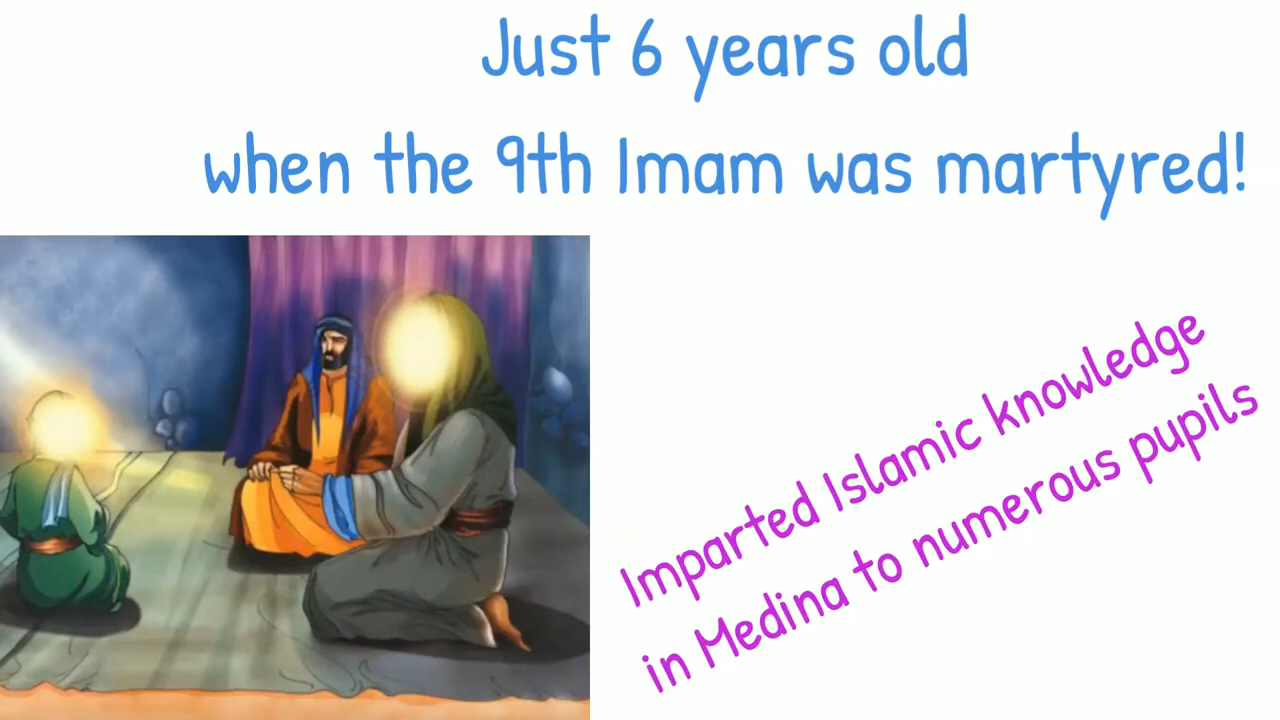 Just 6 years old
when the 9th Imam was martyred!
Imparted Islamic knowledge
in Medina to numerous pupils